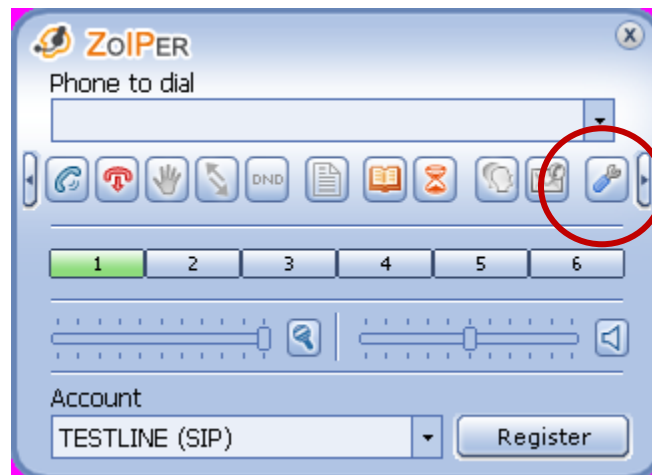 ZoIPER
x
Phone to dial
DND
1 2 3 4 5 6
Account
TESTLINE (SIP)
Register